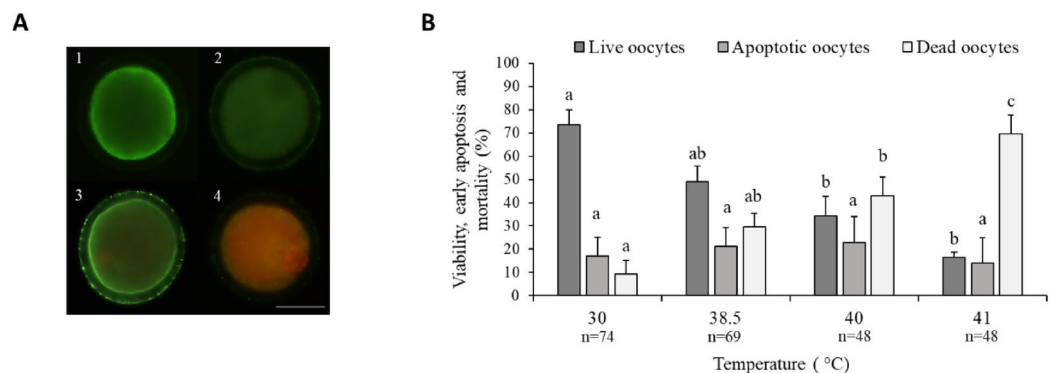 A
1
2
3
4
B
Live oocytes Apoptotic oocytes Dead oocytes
Viability, early apoptosis and
mortality (%)
100
90
80
70
60
50
40
30
20
10
0
a
a
a
ab
a
ab
b
a
b
b
a
c
30
38.5
40
41
n=74
n=69
n=48
n=48
Temperature ( °C)